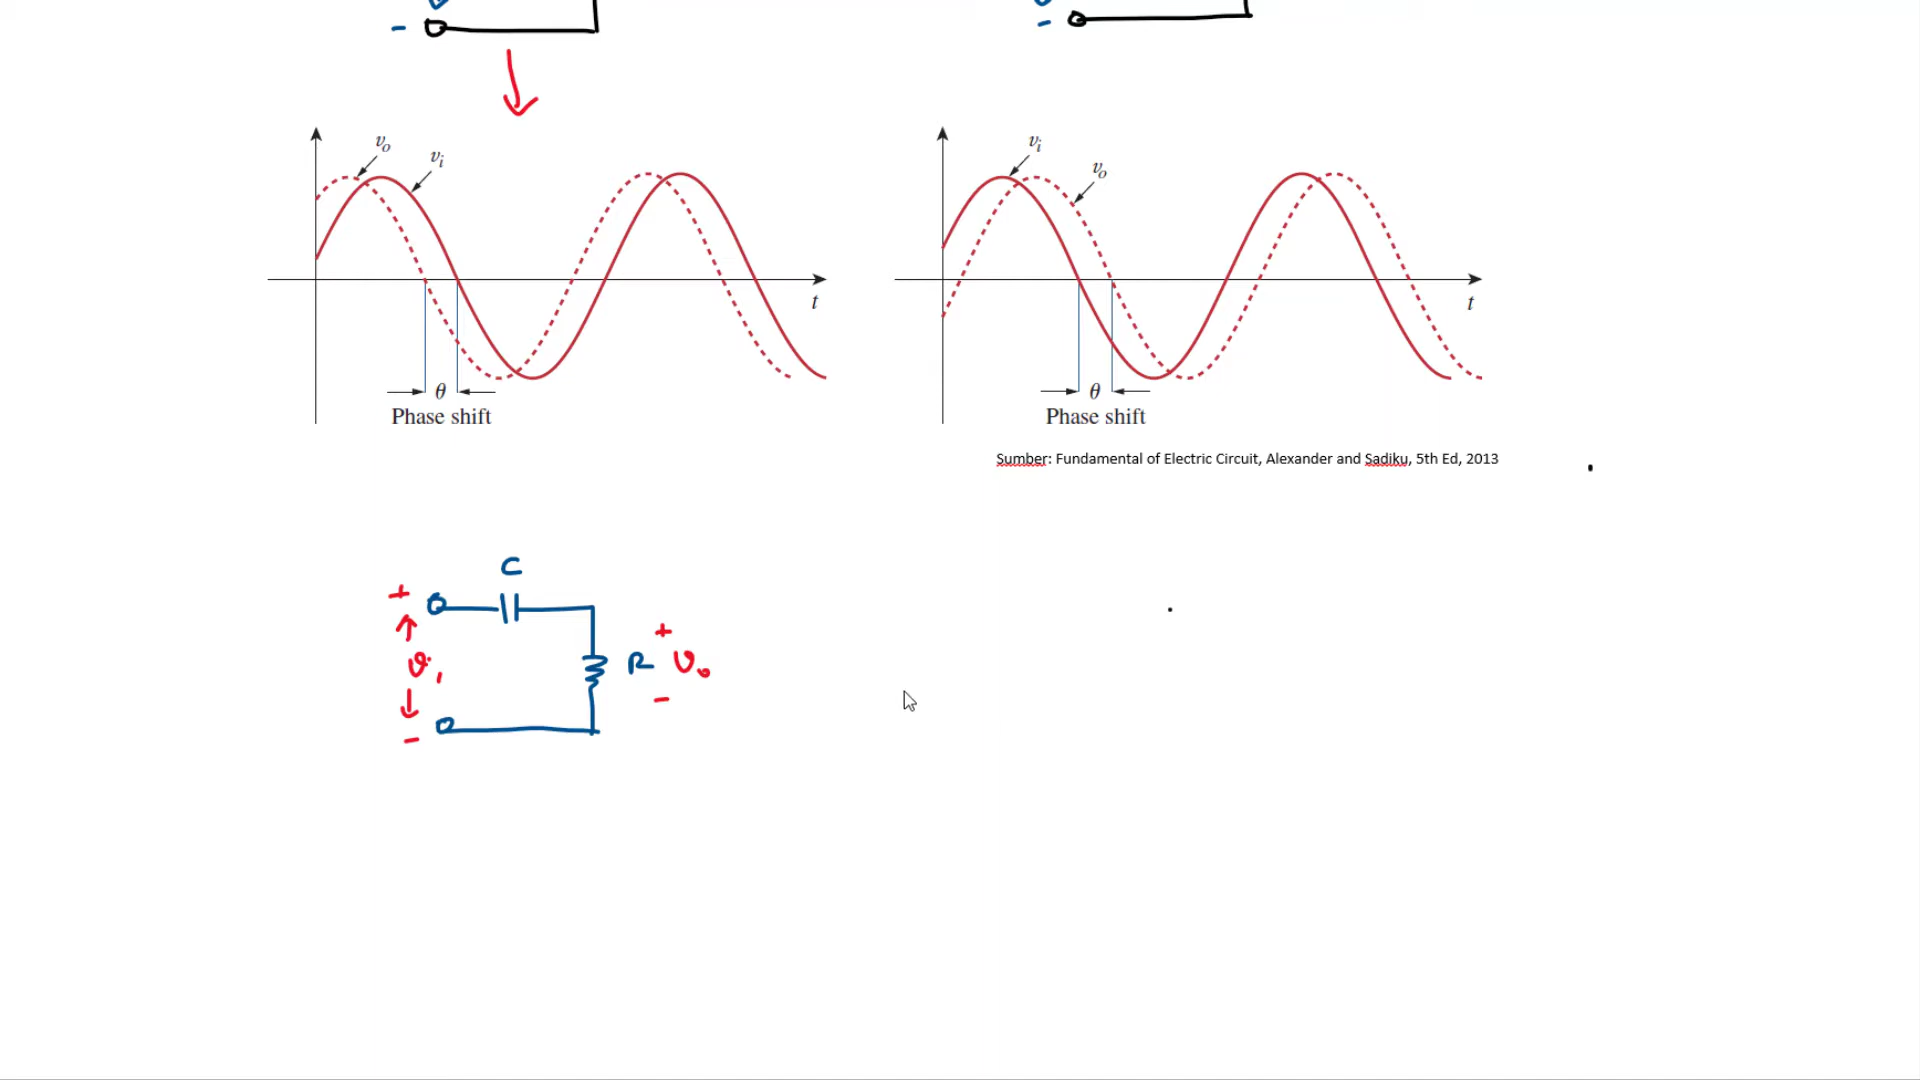 -
-
v_o
v_i
v_i
v_o
t
t
θ
θ
Phase shift
Phase shift
Sumber: Fundamental of Electric Circuit, Alexander and Sadiku, 5th Ed, 2013
C
+
+
R
v_o
-
-